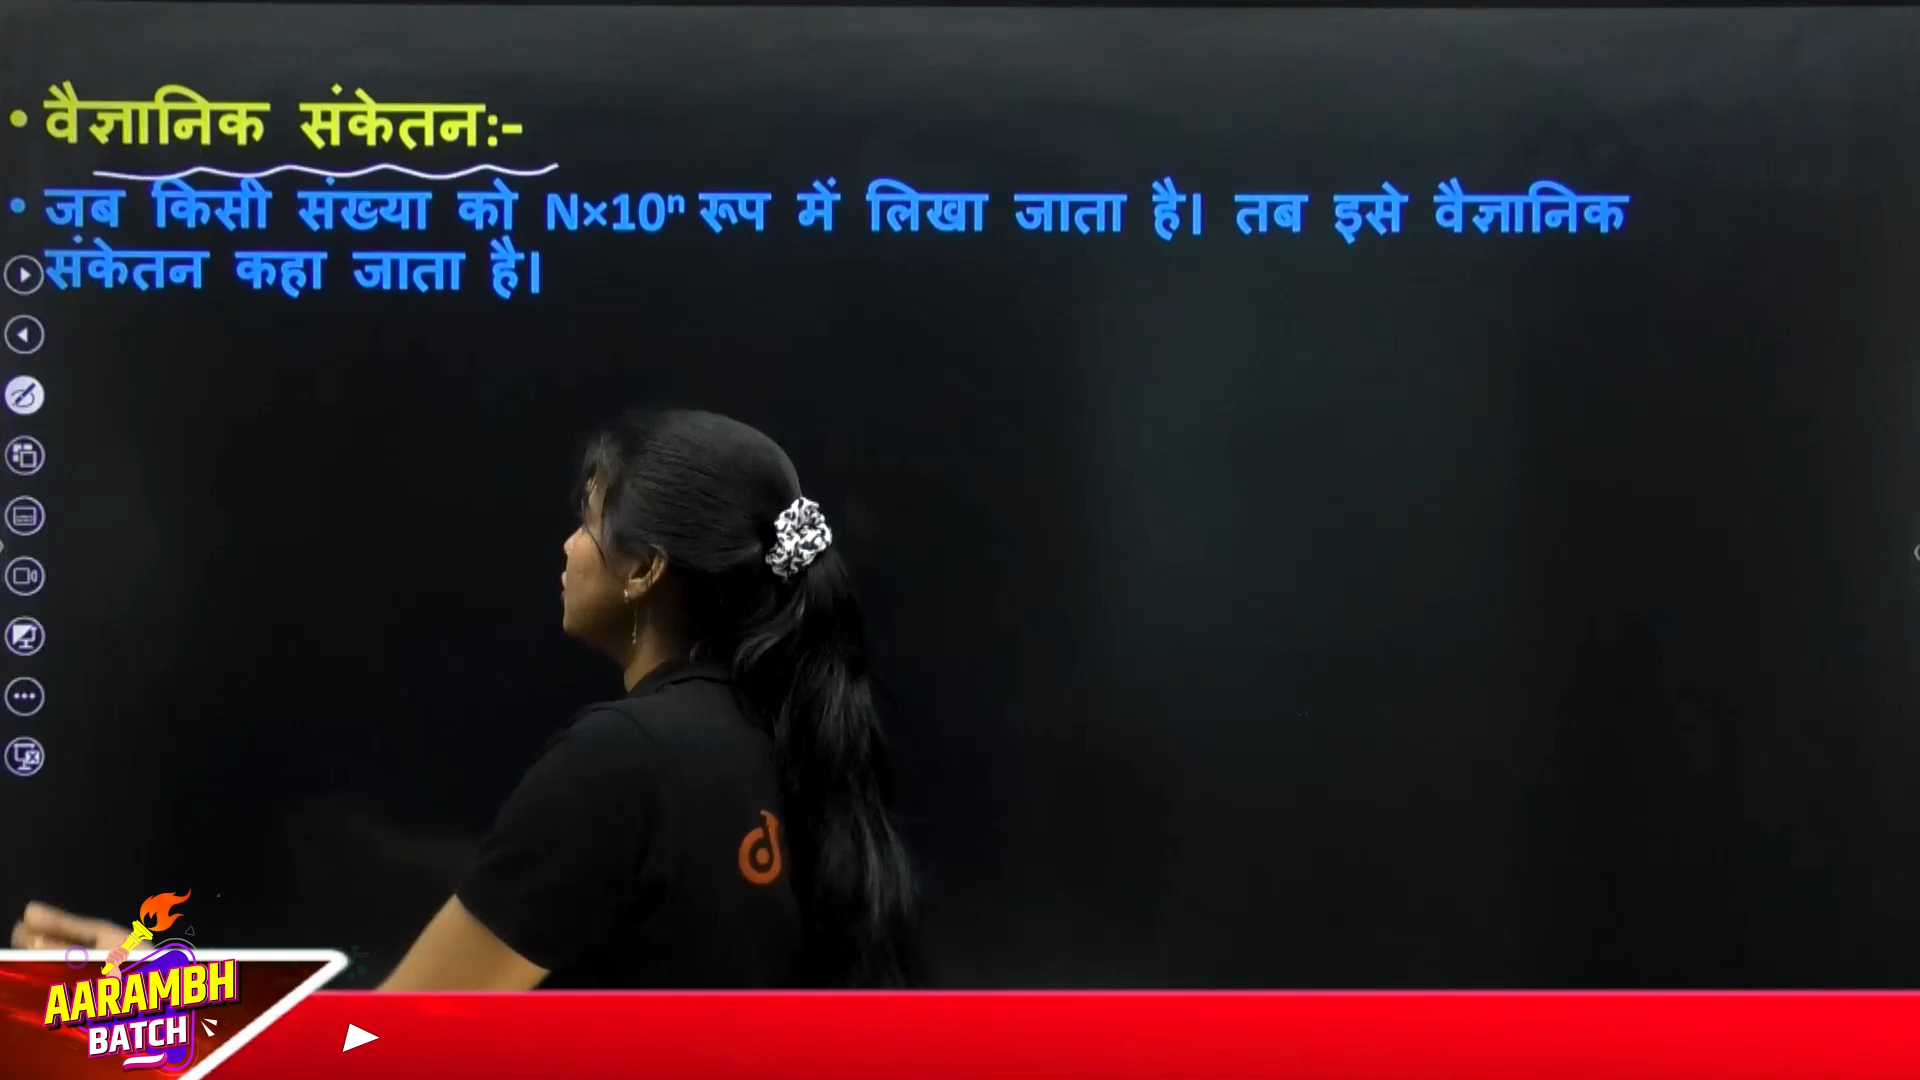 • वैज्ञानिक संकेतन:-
• जब किसी संख्या को N×10ⁿ रूप में लिखा जाता है। तब इसे वैज्ञानिक
संकेतन कहा जाता है।
AARAMBH
BATCH